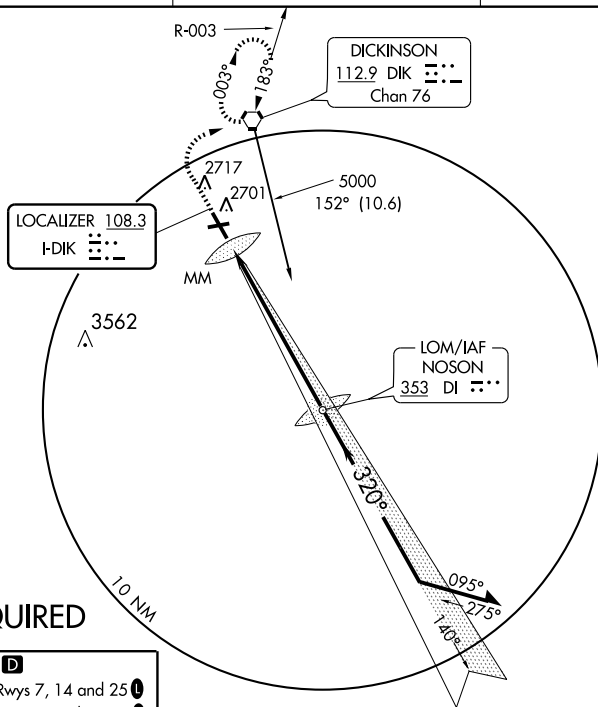 R-003
003°
183°
DICKINSON
112.9 DIK
Chan 76
2717
2701
5000
152° (10.6)
LOCALIZER 108.3
I-DIK
MM
3562
LOM/IAF
NOSON
353 DI
320°
095°
275°
140°
10 NM
QUIRED
D
Rwys 7, 14 and 25 L